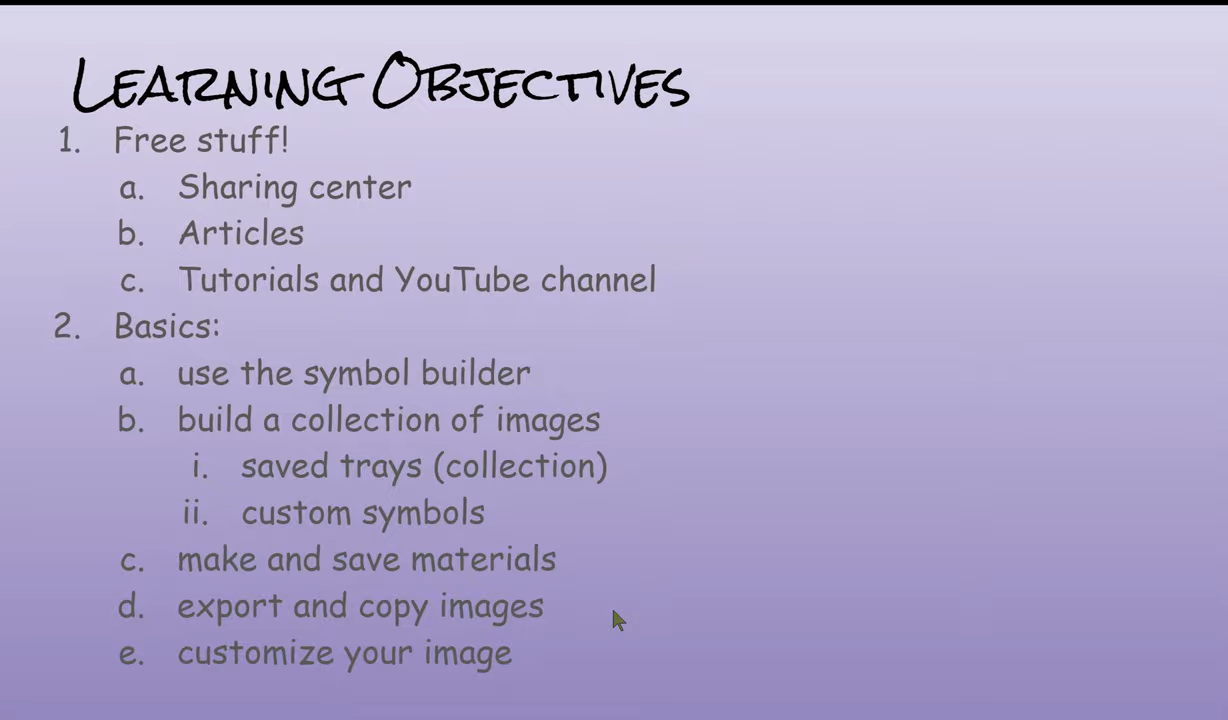 Learning Objectives
1. Free stuff!
a. Sharing center
b. Articles
c. Tutorials and YouTube channel
2. Basics:
a. use the symbol builder
b. build a collection of images
i. saved trays (collection)
ii. custom symbols
c. make and save materials
d. export and copy images
e. customize your image